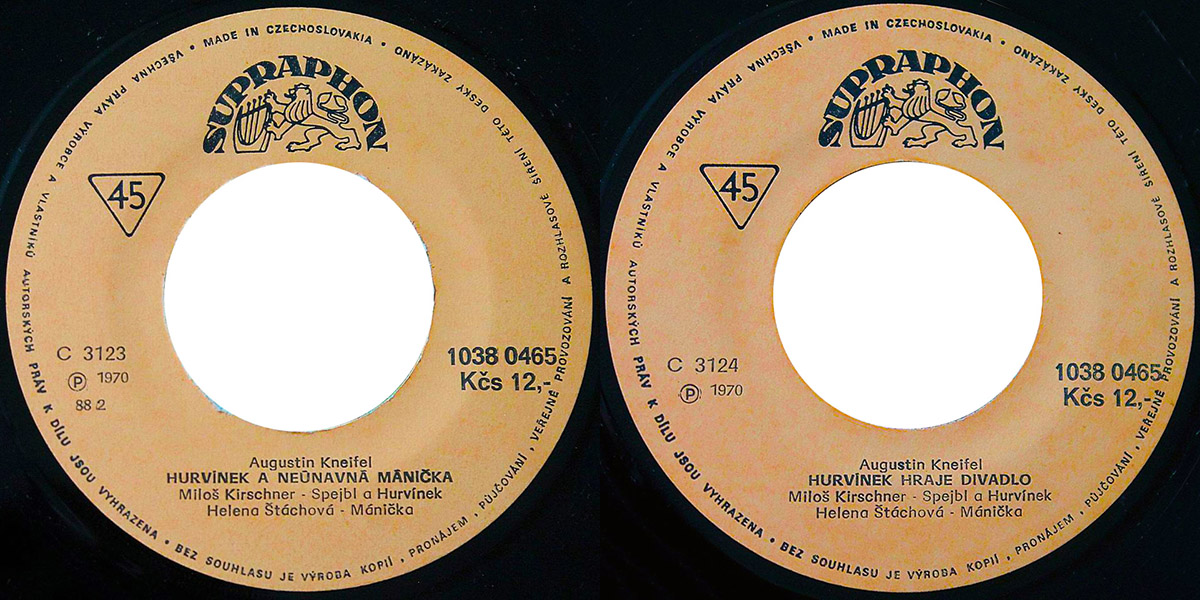 VŠECHNA PRÁVA VÝROBCE A VLASTNÍKŮ AUTORSKÝCH PRÁV K DÍLU JSOU VYHRAZENA • BEZ SOUHLASU JE VÝROBA KOPIÍ, PRONÁJEM, PŮJČOVÁNÍ, VEŘEJNÉ PROVOZOVÁNÍ A ROZHLASOVÉ ŠÍŘENÍ TÉTO DESKY ZAKÁZÁNO • MADE IN CZECHOSLOVAKIA •
SUPRAPHON
45
C 3123
Ⓟ 1970
88-2
1038 0465
Kčs 12,-
Augustin Kneifel
HURVÍNEK A NEÚNAVNÁ MÁNIČKA
Miloš Kirschner - Spejbl a Hurvínek
Helena Štáchová - Mánička
VŠECHNA PRÁVA VÝROBCE A VLASTNÍKŮ AUTORSKÝCH PRÁV K DÍLU JSOU VYHRAZENA • BEZ SOUHLASU JE VÝROBA KOPIÍ, PRONÁJEM, PŮJČOVÁNÍ, VEŘEJNÉ PROVOZOVÁNÍ A ROZHLASOVÉ ŠÍŘENÍ TÉTO DESKY ZAKÁZÁNO • MADE IN CZECHOSLOVAKIA •
SUPRAPHON
45
C 3124
Ⓟ 1970
1038 0465
Kčs 12,-
Augustin Kneifel
HURVÍNEK HRAJE DIVADLO
Miloš Kirschner - Spejbl a Hurvínek
Helena Štáchová - Mánička